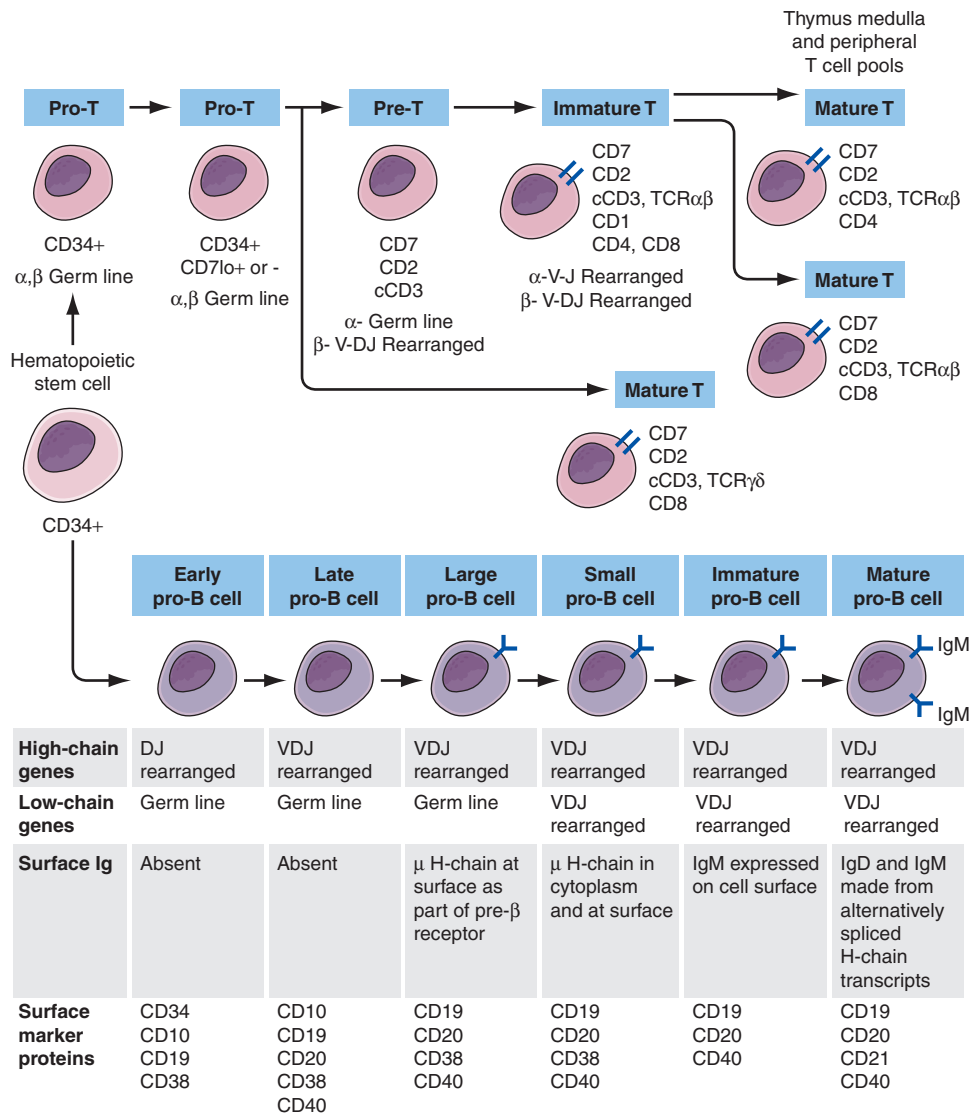 Thymus medulla
and peripheral
T cell pools
Pro-T
Pro-T
Pre-T
Immature T
Mature T
CD34+
α,β Germ line
CD34+
CD7lo+ or -
α,β Germ line
CD7
CD2
cCD3
α- Germ line
β- V-DJ Rearranged
CD7
CD2
cCD3, TCRαβ
CD1
CD4, CD8
α-V-J Rearranged
β- V-DJ Rearranged
CD7
CD2
cCD3, TCRαβ
CD4
Mature T
CD7
CD2
cCD3, TCRαβ
CD8
Mature T
CD7
CD2
cCD3, TCRγδ
CD8
Hematopoietic
stem cell
CD34+
Early
pro-B cell
Late
pro-B cell
Large
pro-B cell
Small
pro-B cell
Immature
pro-B cell
Mature
pro-B cell
IgM
IgM
High-chain
genes
DJ
rearranged
VDJ
rearranged
VDJ
rearranged
VDJ
rearranged
VDJ
rearranged
VDJ
rearranged
Low-chain
genes
Germ line
Germ line
Germ line
VDJ
rearranged
VDJ
rearranged
VDJ
rearranged
Surface Ig
Absent
Absent
μ H-chain at
surface as
part of pre-β
receptor
μ H-chain in
cytoplasm
and at surface
IgM expressed
on cell surface
IgD and IgM
made from
alternatively
spliced
H-chain
transcripts
Surface
marker
proteins
CD34
CD10
CD19
CD38
CD10
CD19
CD20
CD38
CD40
CD19
CD20
CD38
CD40
CD19
CD20
CD38
CD40
CD19
CD20
CD40
CD19
CD20
CD21
CD40